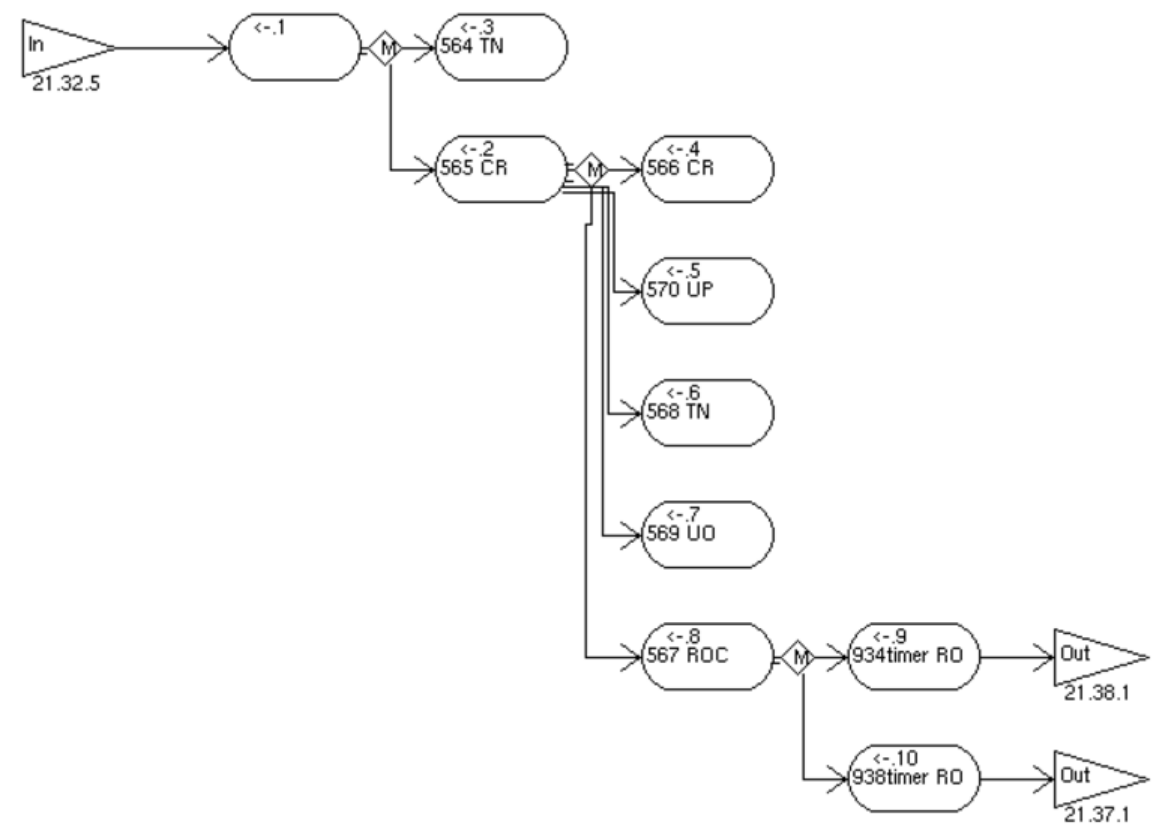 In
21.32.5
<-.1
M
<-.3
564 TN
<-.2
565 CR
M
<-.4
566 CR
<-.5
570 UP
<-.6
568 TN
<-.7
569 UO
<-.8
567 ROC
M
<-.9
934timer RO
Out
21.38.1
<-.10
938timer RO
Out
21.37.1